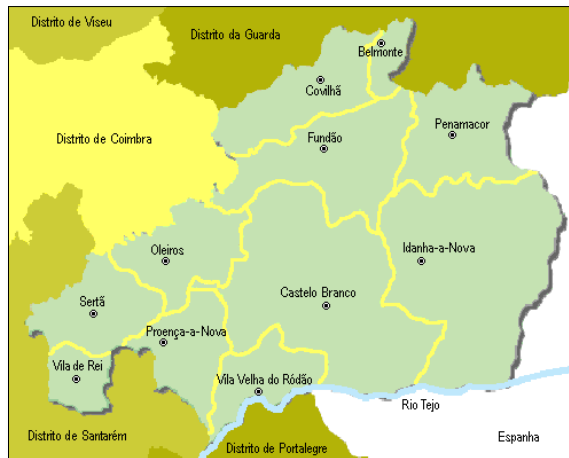 Distrito de Viseu
Distrito da Guarda
Belmonte
Covilhã
Penamacor
Distrito de Coimbra
Fundão
Oleiros
Idanha-a-Nova
Castelo Branco
Sertã
Proença-a-Nova
Vila de Rei
Vila Velha do Ródão
Rio Tejo
Distrito de Santarém
Espanha
Distrito de Portalegre